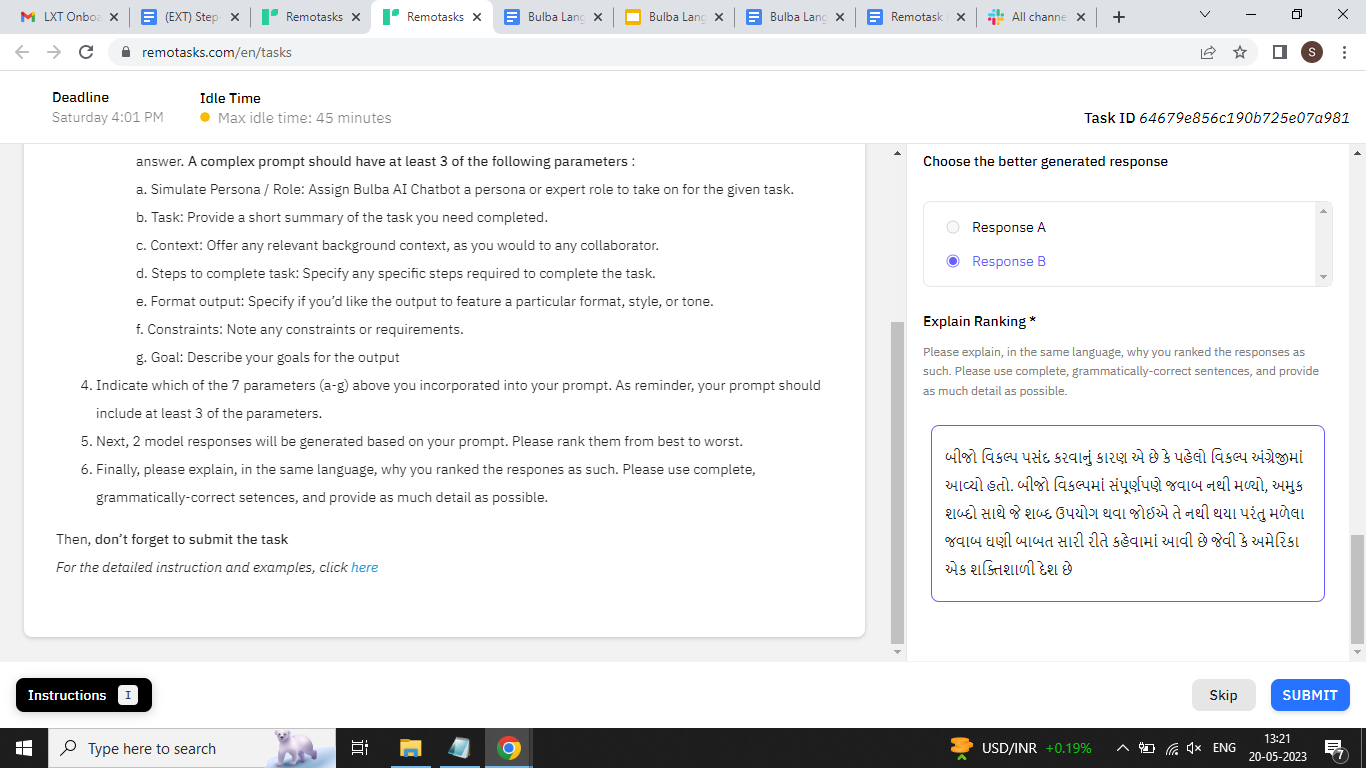 LXT Onboa
(EXT) Step
Remotasks
Remotasks
Bulba Lang
Bulba Lang
Bulba Lang
Remotask
All channe
remotasks.com/en/tasks
S
Deadline
Saturday 4:01 PM
Idle Time
Max idle time: 45 minutes
Task ID 64679e856c190b725e07a981
answer. A complex prompt should have at least 3 of the following parameters :
a. Simulate Persona / Role: Assign Bulba AI Chatbot a persona or expert role to take on for the given task.
b. Task: Provide a short summary of the task you need completed.
c. Context: Offer any relevant background context, as you would to any collaborator.
d. Steps to complete task: Specify any specific steps required to complete the task.
e. Format output: Specify if you’d like the output to feature a particular format, style, or tone.
f. Constraints: Note any constraints or requirements.
g. Goal: Describe your goals for the output
4. Indicate which of the 7 parameters (a-g) above you incorporated into your prompt. As reminder, your prompt should
include at least 3 of the parameters.
5. Next, 2 model responses will be generated based on your prompt. Please rank them from best to worst.
6. Finally, please explain, in the same language, why you ranked the respones as such. Please use complete,
grammatically-correct setences, and provide as much detail as possible.
Then, don’t forget to submit the task
For the detailed instruction and examples, click here
Choose the better generated response
Response A
Response B
Explain Ranking *
Please explain, in the same language, why you ranked the responses as
such. Please use complete, grammatically-correct sentences, and provide
as much detail as possible.
બીજો વિકલ્પ પસંદ કરવાનું કારણ એ છે કે પહેલો વિકલ્પ અંગ્રેજીમાં
આવ્યો હતો. બીજો વિકલ્પમાં સંપૂર્ણપણે જવાબ નથી મળ્યો, અમુક
શબ્દો સાથે જે શબ્દ ઉપયોગ થવા જોઈએ તે નથી થયા પરંતુ મળેલા
જવાબ ઘણી બાબત સારી રીતે કહેવામાં આવી છે જેવી કે અમેરિકા
એક શક્તિશાળી દેશ છે
Instructions I
Skip
SUBMIT
Type here to search
USD/INR +0.19%
ENG
13:21
20-05-2023
7